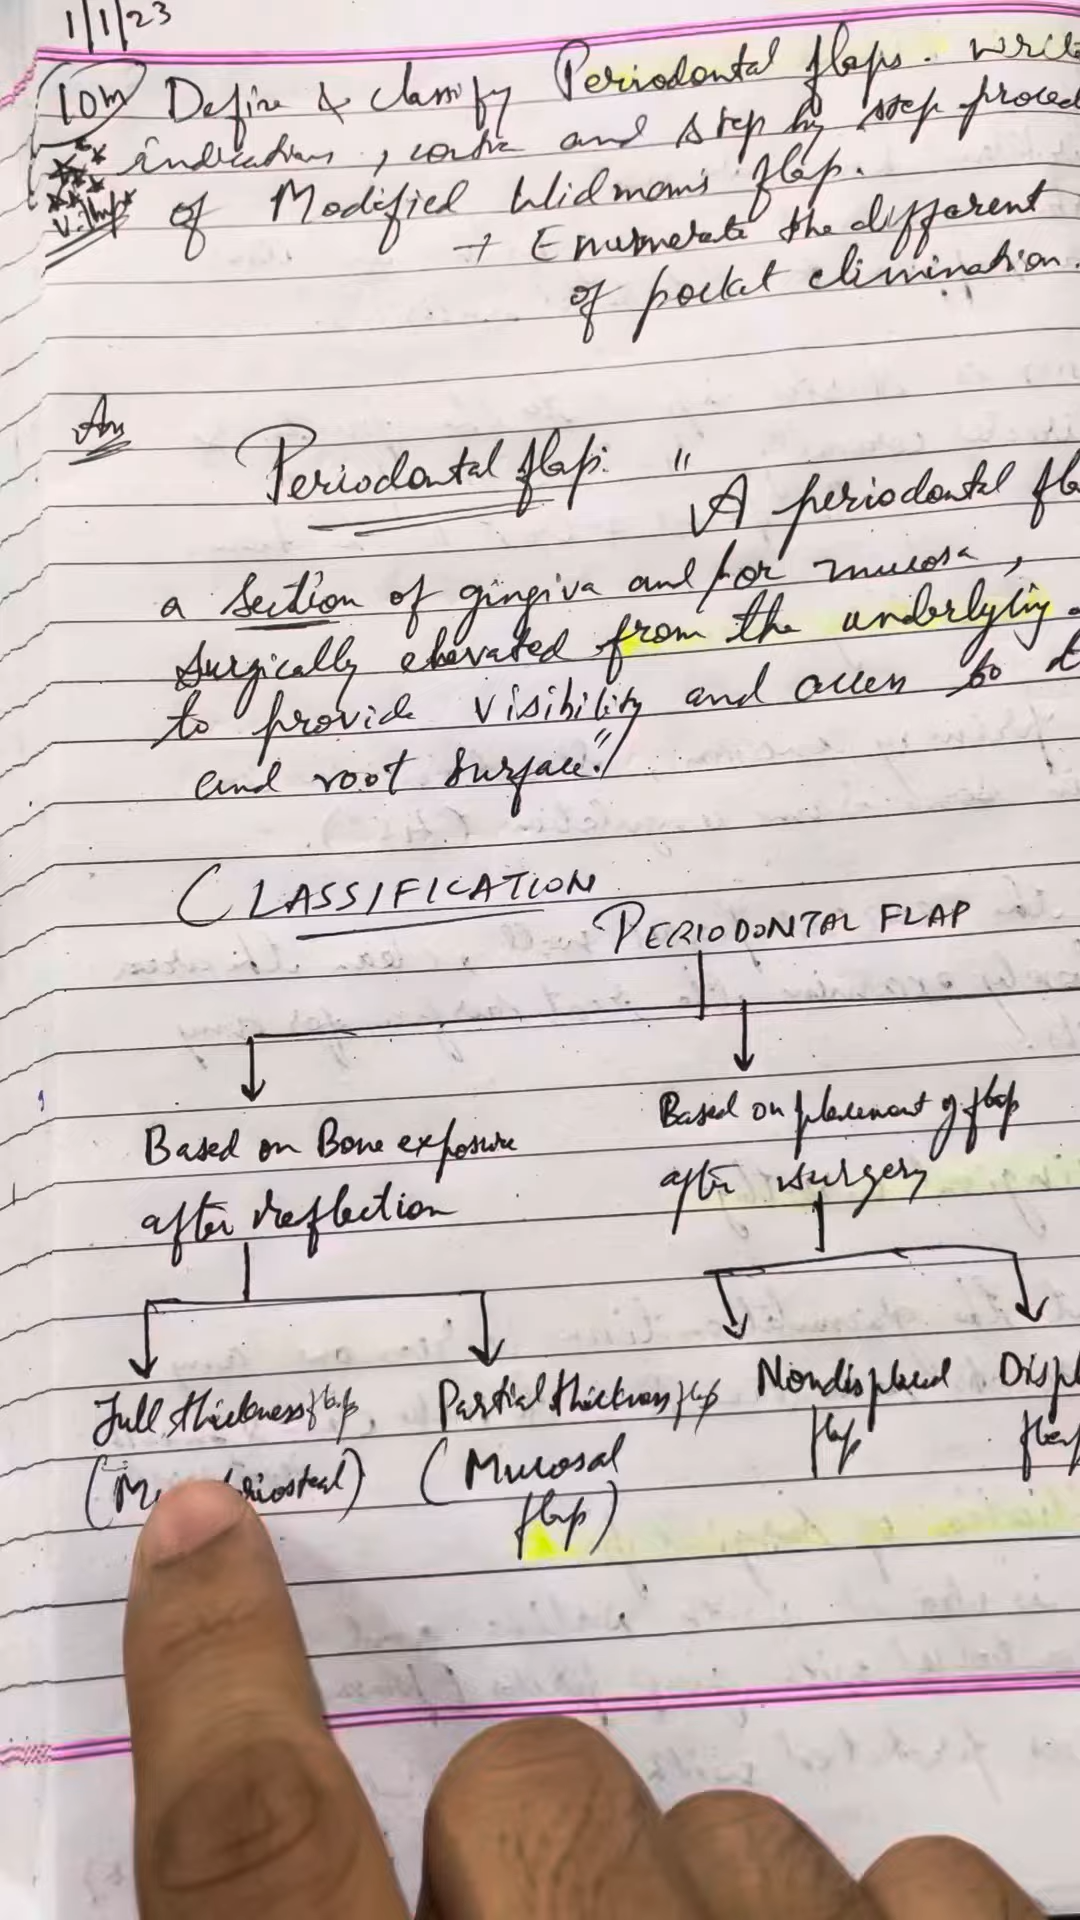 1/1/23
10m Define & classify Periodontal flaps. Write
indications, contra and step by step proced
V.Imp of Modified Widman's flap.
→ Enumerate the different
of pocket elimination.
Ans
Periodontal flap: "
A periodontal fla
a section of gingiva and/or mucosa,
surgically elevated from the underlying
to provide visibility and access to
and root surface."
CLASSIFICATION
PERIODONTAL FLAP
Based on Bone exposure
after reflection
Based on placement of flap
after surgery
Full thickness flap
(Mu riosteal)
Partial thickness flap
(Mucosal
flap)
Nondisplaced
flap
Displ
flap